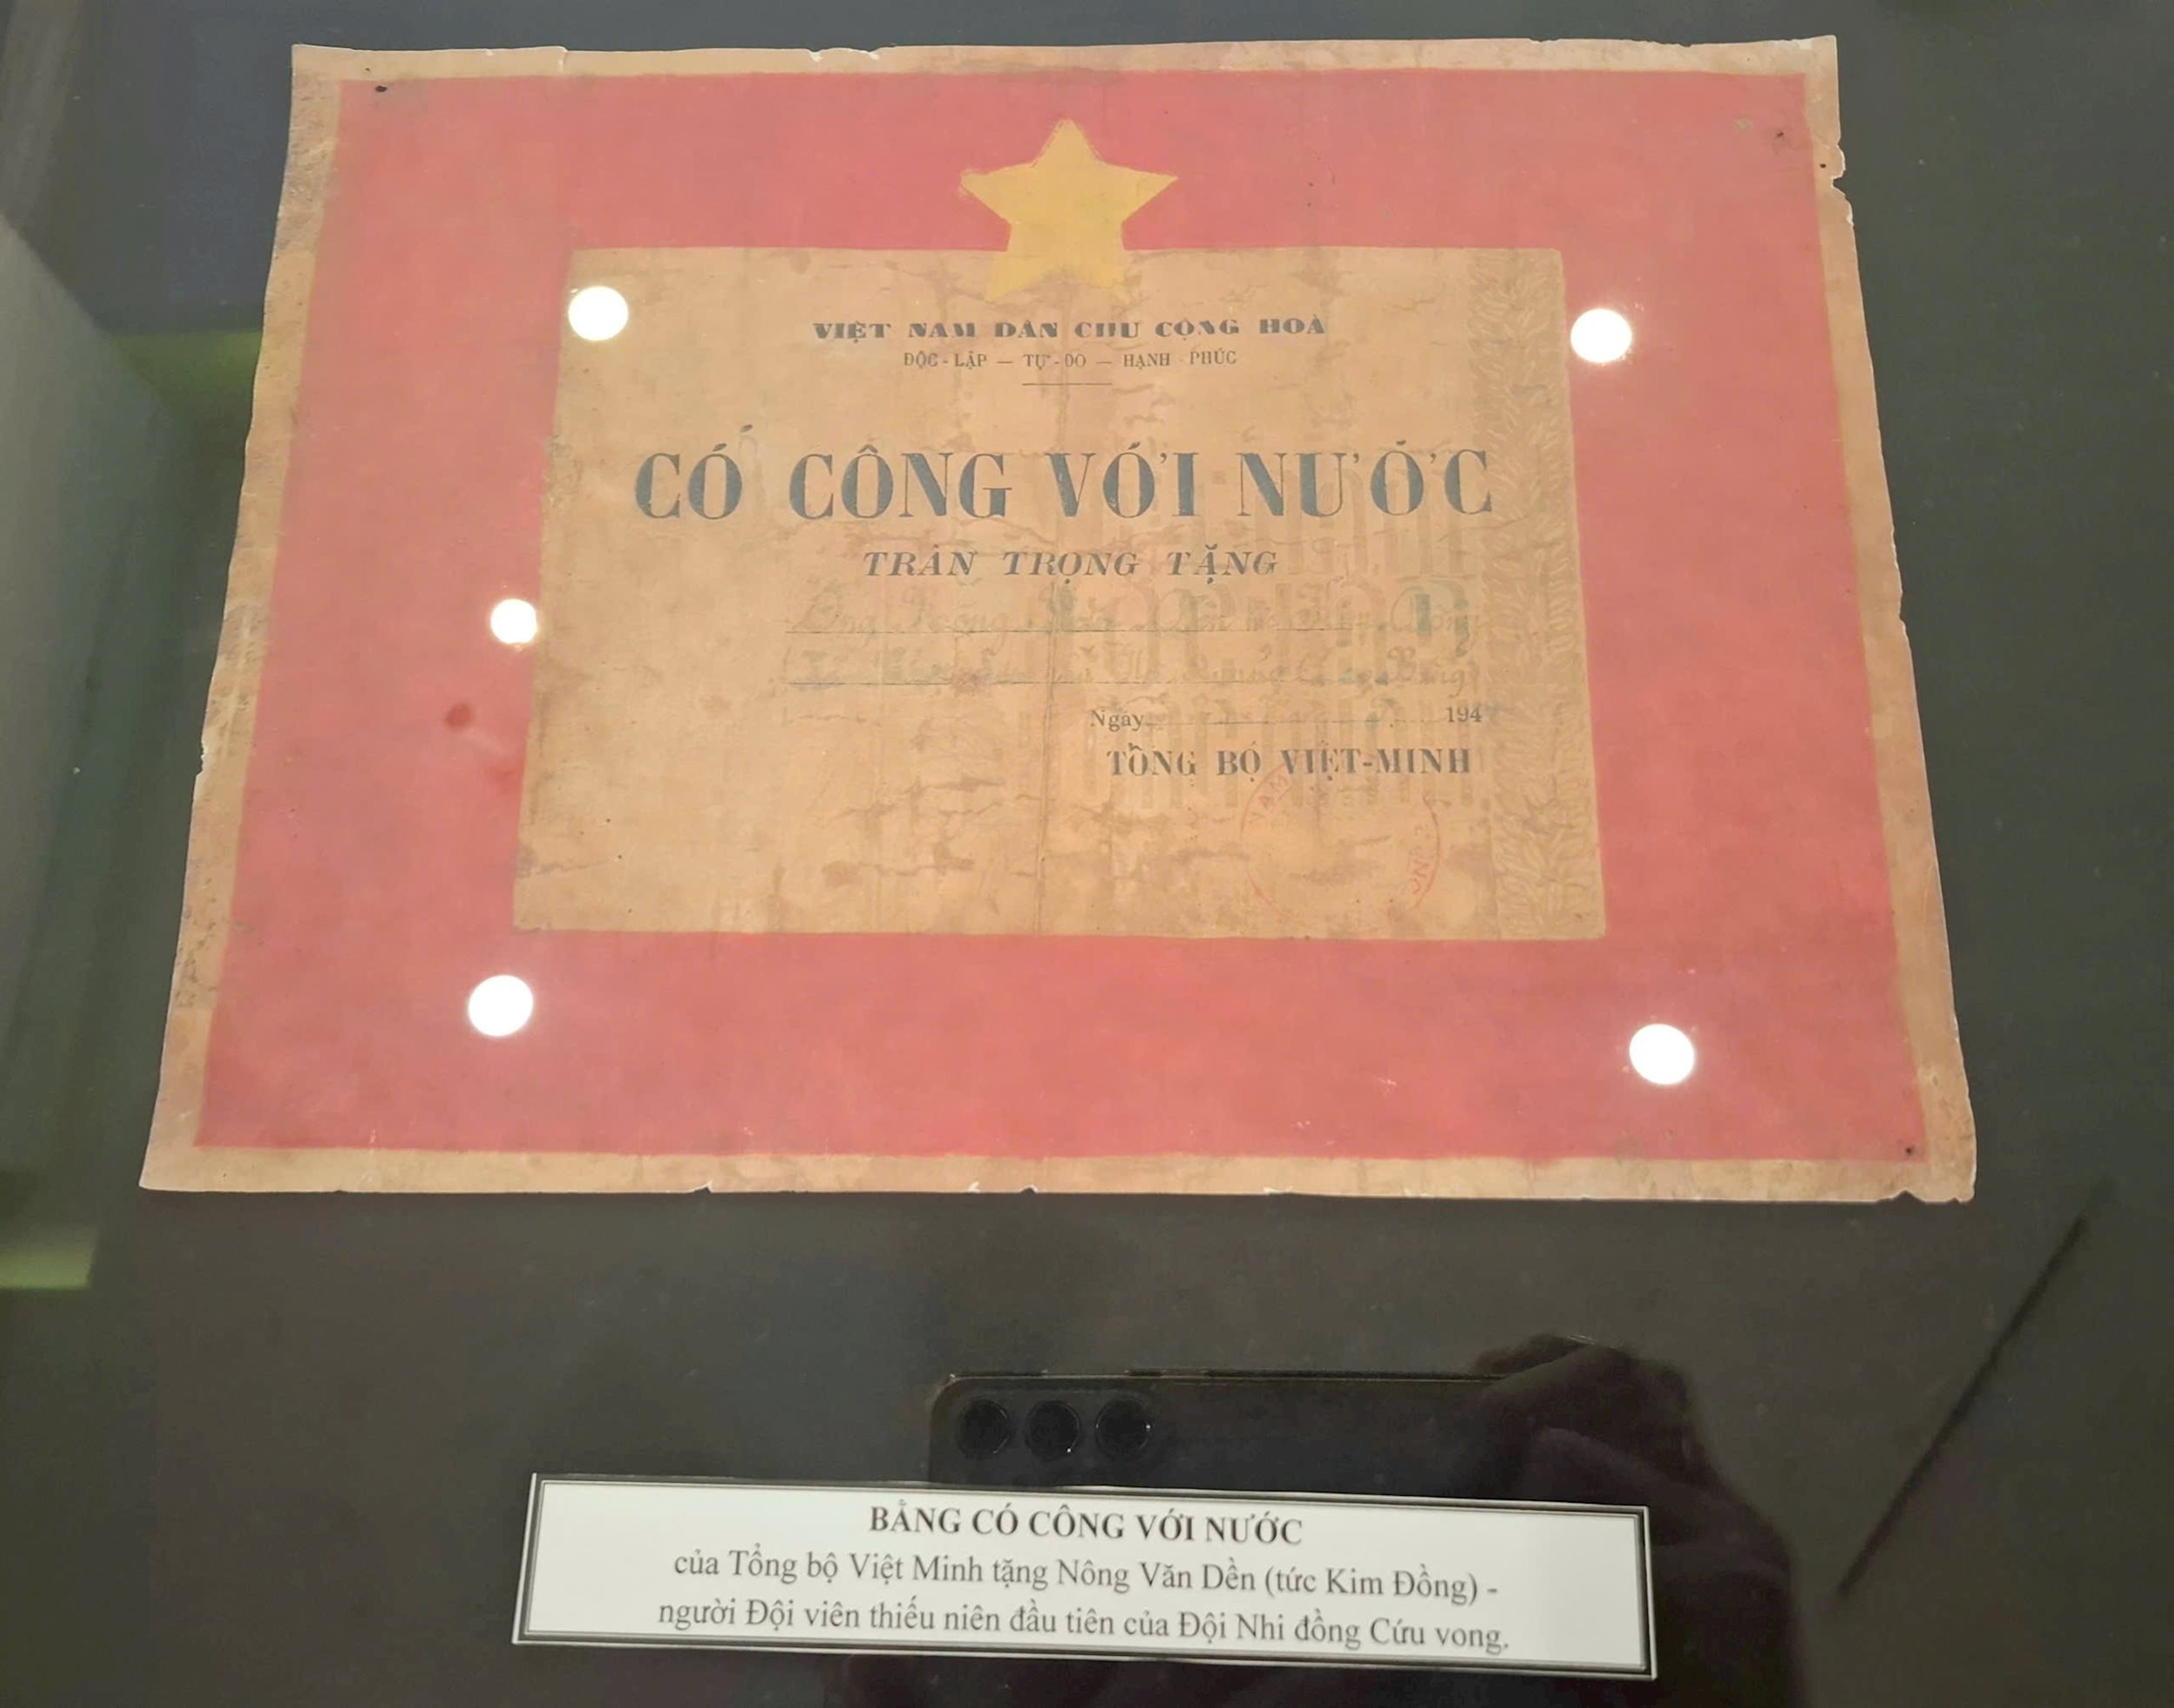 VIỆT NAM DÂN CHỦ CỘNG HOÀ
ĐỘC-LẬP — TỰ-DO — HẠNH PHÚC
CÓ CÔNG VỚI NƯỚC
TRÂN TRỌNG TẶNG
Ngày 194
TỔNG BỘ VIỆT-MINH
BẰNG CÓ CÔNG VỚI NƯỚC
của Tổng bộ Việt Minh tặng Nông Văn Dền (tức Kim Đồng) -
người Đội viên thiếu niên đầu tiên của Đội Nhi đồng Cứu vong.